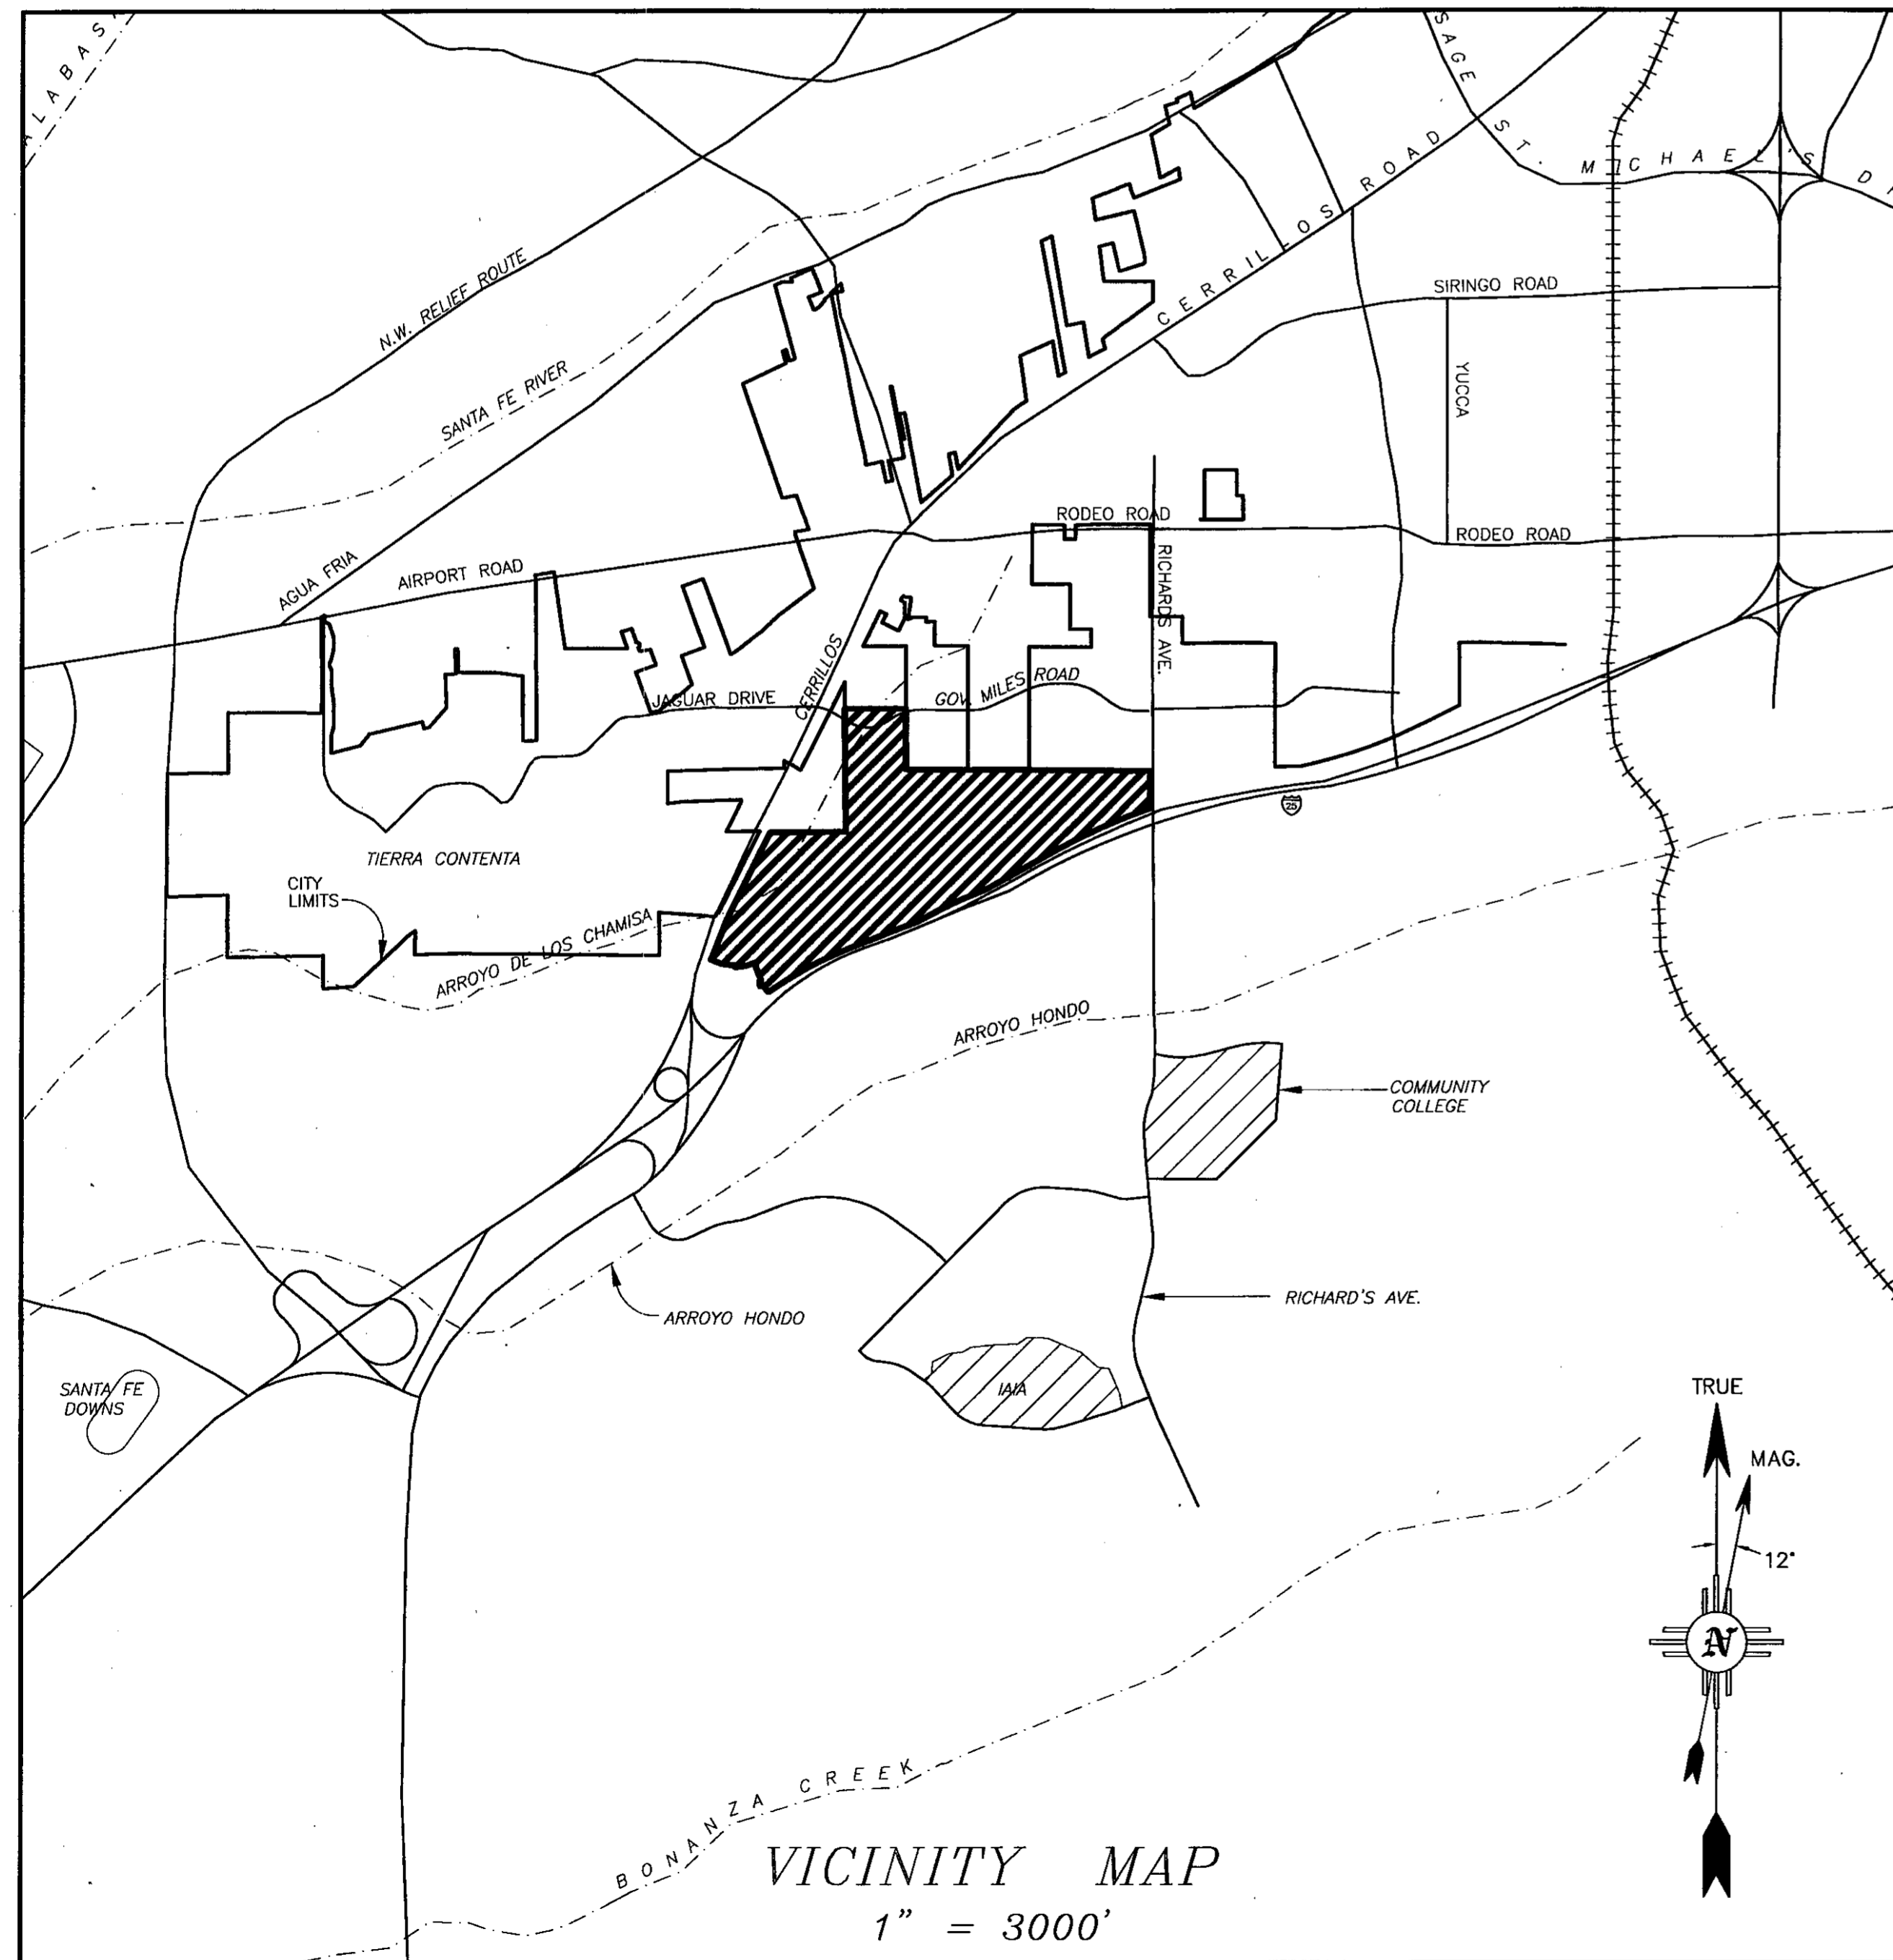 ALABAS
SAGE
ST. MICHAEL'S
CERRILLOS ROAD
N.W. RELIEF ROUTE
SIRINGO ROAD
SANTA FE RIVER
YUCCA
RODEO ROAD
RODEO ROAD
AGUA FRIA
AIRPORT ROAD
RICHARDS AVE.
CERRILLOS
JAGUAR DRIVE
GOV. MILES ROAD
25
TIERRA CONTENTA
CITY
LIMITS
ARROYO DE LOS CHAMISA
ARROYO HONDO
COMMUNITY
COLLEGE
RICHARD'S AVE.
ARROYO HONDO
SANTA FE
DOWNS
IAIA
TRUE
MAG.
12°
N
BONANZA CREEK
VICINITY MAP
1" = 3000'